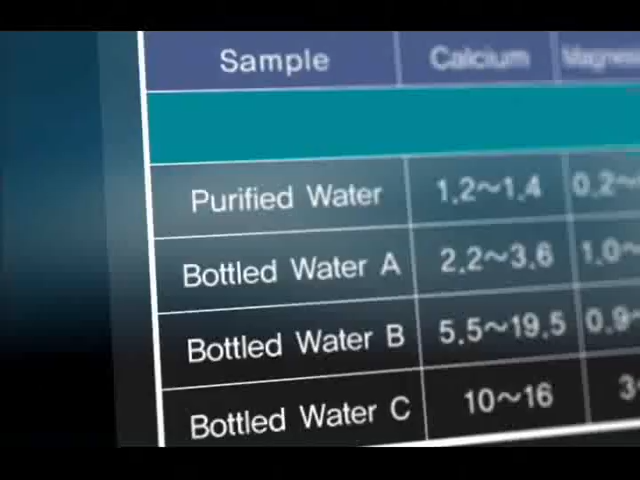 Sample Calcium
Purified Water 1.2~1.4
Bottled Water A 2.2~3.6
Bottled Water B 5.5~19.5
Bottled Water C 10~16